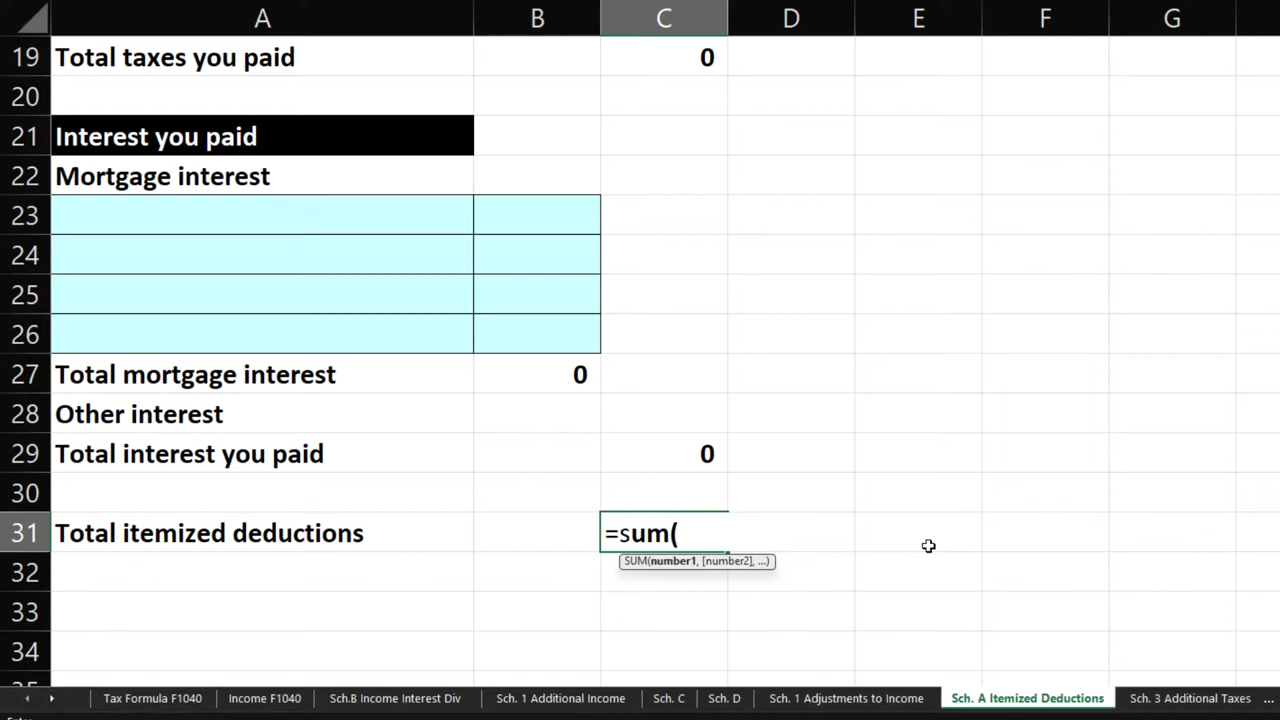 A B C D E F G
19 Total taxes you paid 0
20
21 Interest you paid
22 Mortgage interest
23
24
25
26
27 Total mortgage interest 0
28 Other interest
29 Total interest you paid 0
30
31 Total itemized deductions =sum(
SUM(number1, [number2], ...)
32
33
34
Tax Formula F1040 Income F1040 Sch.B Income Interest Div Sch. 1 Additional Income Sch. C Sch. D Sch. 1 Adjustments to Income Sch. A Itemized Deductions Sch. 3 Additional Taxes ...